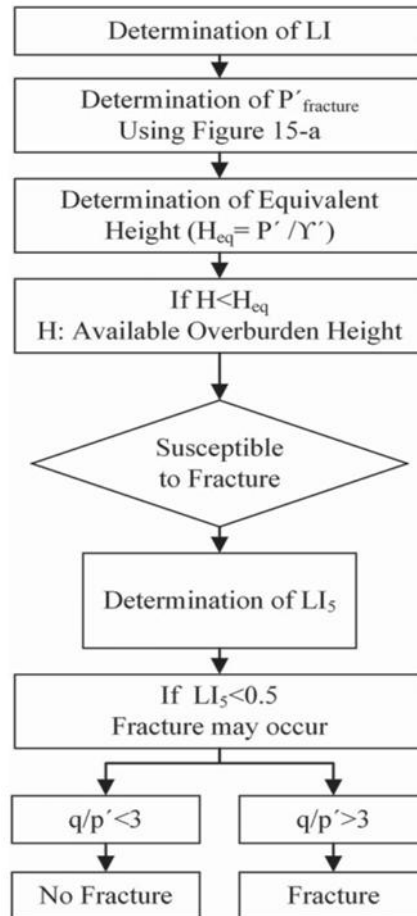 Determination of LI
Determination of P′fracture
Using Figure 15-a
Determination of Equivalent
Height (Heq= P′ /ϒ′)
If H<Heq
H: Available Overburden Height
Susceptible
to Fracture
Determination of LI5
If LI5<0.5
Fracture may occur
q/p′<3
q/p′>3
No Fracture
Fracture